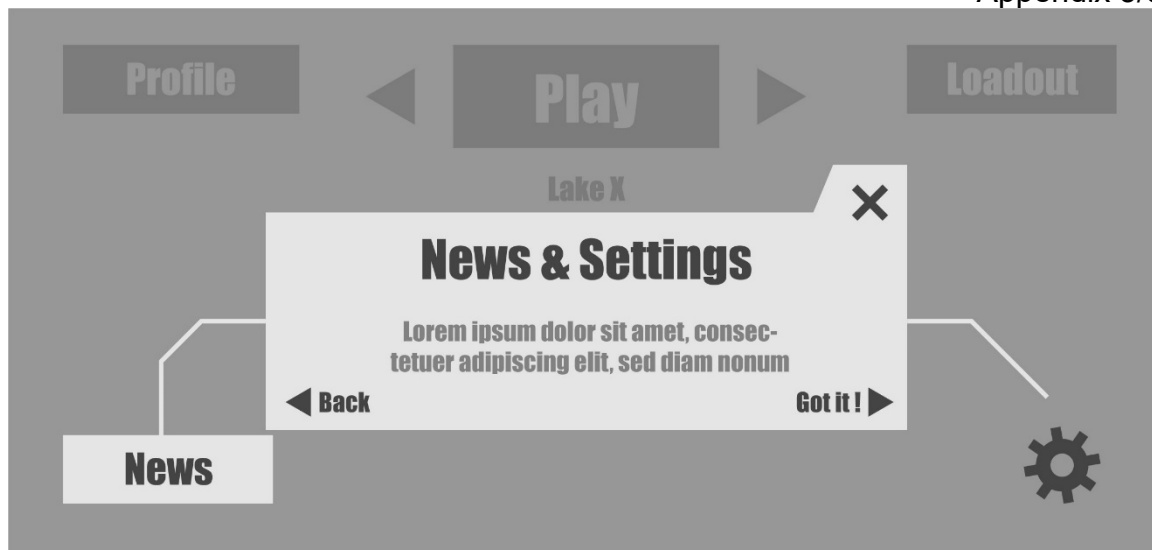 Appendix
Profile
Play
Loadout
Lake X
News & Settings
Lorem ipsum dolor sit amet, consec-
tetuer adipiscing elit, sed diam nonum
Back
Got it !
News